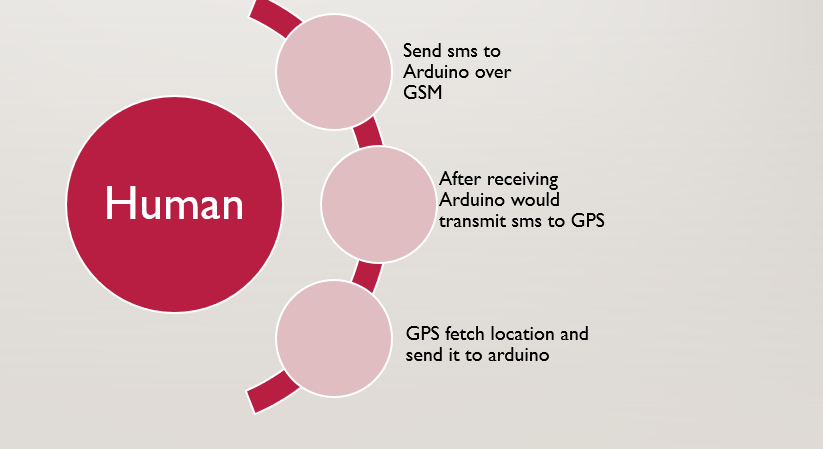 Send sms to
Arduino over
GSM
Human
After receiving
Arduino would
transmit sms to GPS
GPS fetch location and
send it to arduino